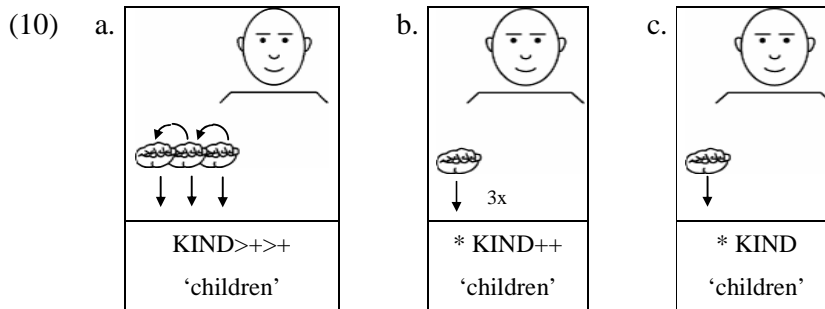 (10) a. b. c.
3x
KIND>+>+ * KIND++ * KIND
‘children’ ‘children’ ‘children’